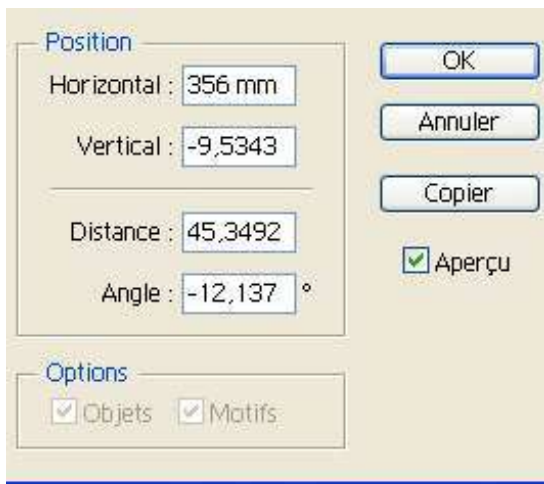 Position
Horizontal : 356 mm
Vertical : -9,5343
Distance : 45,3492
Angle : -12,137 °
OK
Annuler
Copier
Aperçu
Options
Objets Motifs